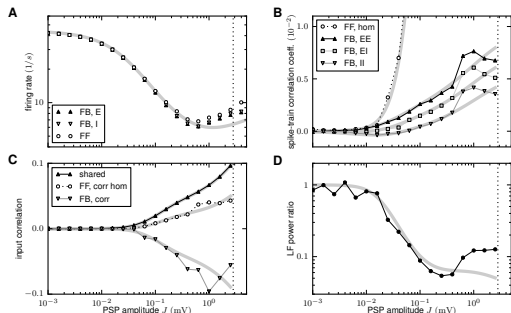 A
firing rate (1/s)
10¹
FB, E
FB, I
FF
B
spike-train correlation coeff. (10⁻²)
1.0
0.5
0.0
FF, hom
FB, EE
FB, EI
FB, II
C
input correlation
0.1
0.0
−0.1
shared
FF, corr hom
FB, corr
10⁻³ 10⁻² 10⁻¹ 10⁰
PSP amplitude J (mV)
D
LF power ratio
1
0.1
10⁻³ 10⁻² 10⁻¹ 10⁰
PSP amplitude J (mV)